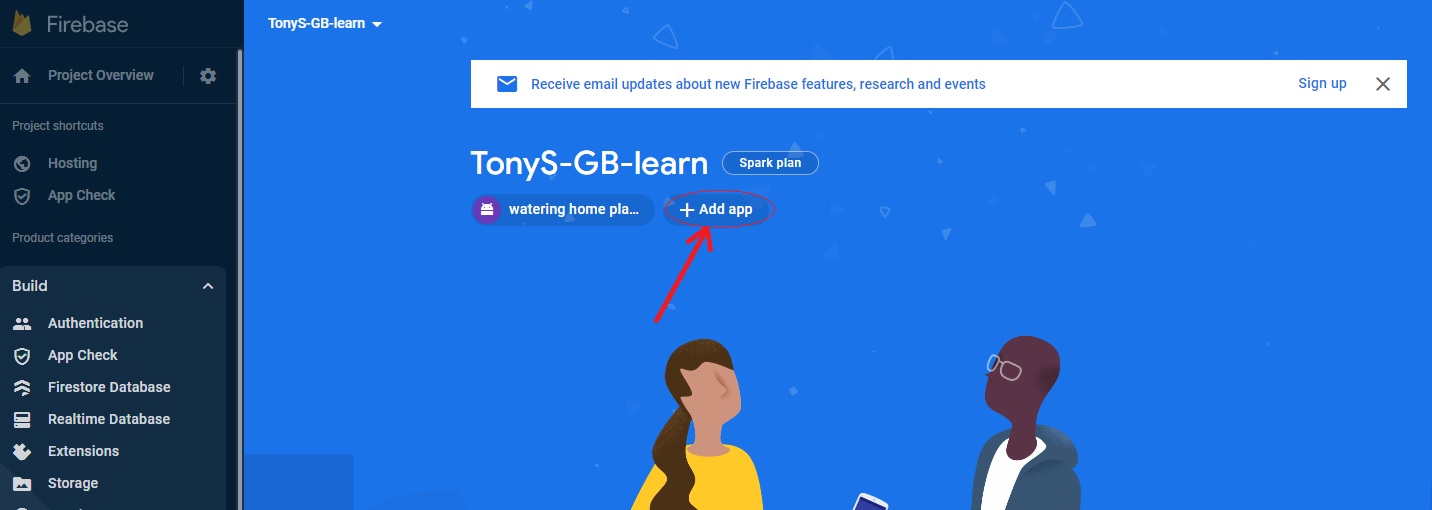 Firebase
Project Overview
Project shortcuts
Hosting
App Check
Product categories
Build
Authentication
App Check
Firestore Database
Realtime Database
Extensions
Storage
TonyS-GB-learn
Receive email updates about new Firebase features, research and events
Sign up
TonyS-GB-learn
Spark plan
watering home pla...
+ Add app